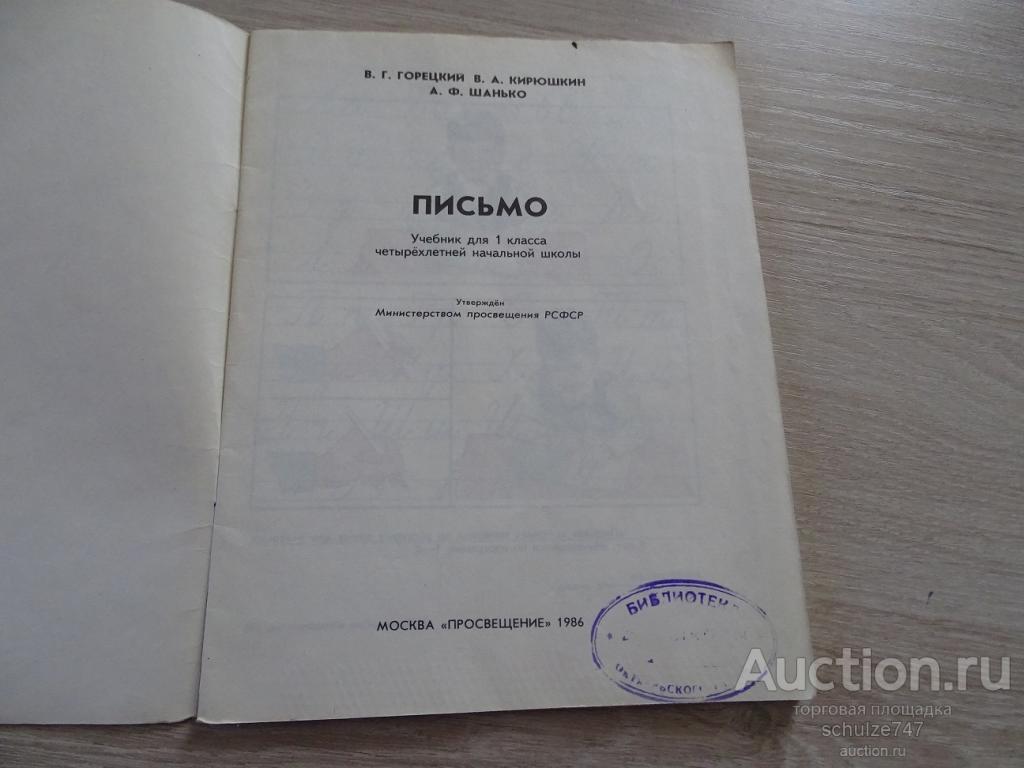 В. Г. ГОРЕЦКИЙ В. А. КИРЮШКИН
А. Ф. ШАНЬКО
ПИСЬМО
Учебник для 1 класса
четырёхлетней начальной школы
Утверждён
Министерством просвещения РСФСР
МОСКВА «ПРОСВЕЩЕНИЕ» 1986
БИБЛИОТЕКА
Auction.ru
торговая площадка
schulze747
auction.ru